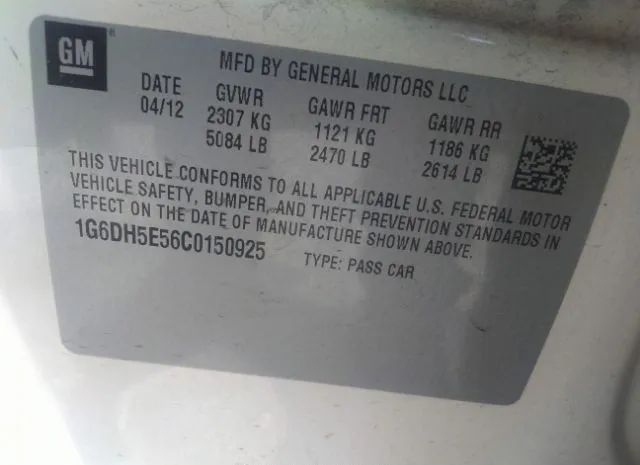 GM
MFD BY GENERAL MOTORS LLC
DATE GVWR GAWR FRT GAWR RR
04/12 2307 KG 1121 KG 1186 KG
5084 LB 2470 LB 2614 LB
THIS VEHICLE CONFORMS TO ALL APPLICABLE U.S. FEDERAL MOTOR
VEHICLE SAFETY, BUMPER, AND THEFT PREVENTION STANDARDS IN
EFFECT ON THE DATE OF MANUFACTURE SHOWN ABOVE.
1G6DH5E56C0150925 TYPE: PASS CAR